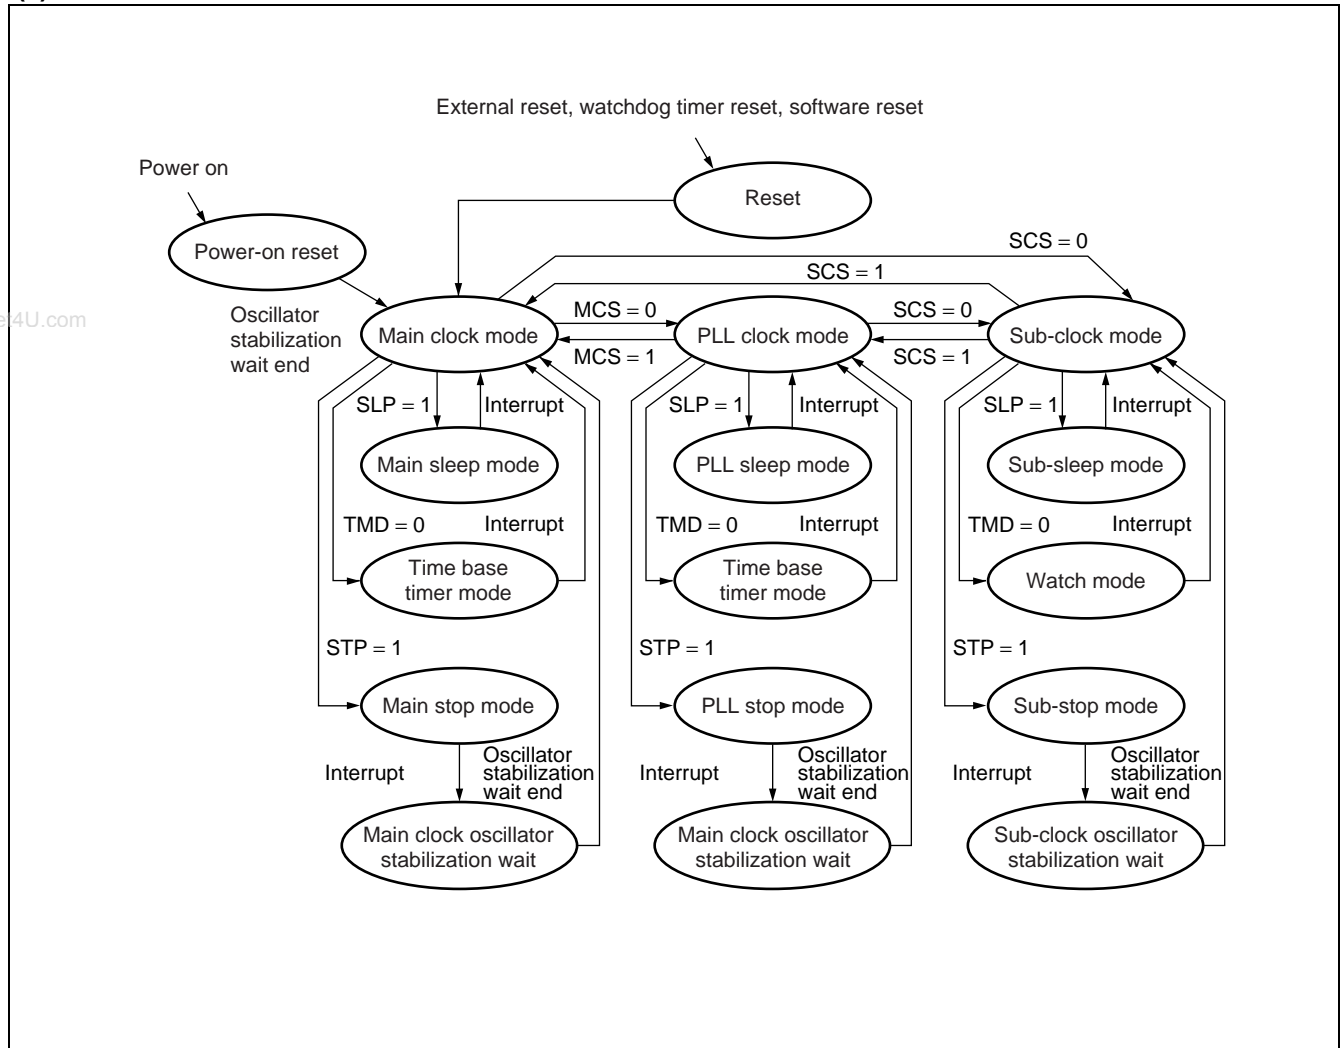 External reset, watchdog timer reset, software reset
Power on
Reset
Power-on reset
SCS = 0
SCS = 1
Oscillator
stabilization
wait end
Main clock mode
MCS = 0
MCS = 1
PLL clock mode
SCS = 0
SCS = 1
Sub-clock mode
SLP = 1
Interrupt
SLP = 1
Interrupt
SLP = 1
Interrupt
Main sleep mode
PLL sleep mode
Sub-sleep mode
TMD = 0
Interrupt
TMD = 0
Interrupt
TMD = 0
Interrupt
Time base
timer mode
Time base
timer mode
Watch mode
STP = 1
STP = 1
STP = 1
Main stop mode
PLL stop mode
Sub-stop mode
Interrupt
Oscillator
stabilization
wait end
Interrupt
Oscillator
stabilization
wait end
Interrupt
Oscillator
stabilization
wait end
Main clock oscillator
stabilization wait
Main clock oscillator
stabilization wait
Sub-clock oscillator
stabilization wait